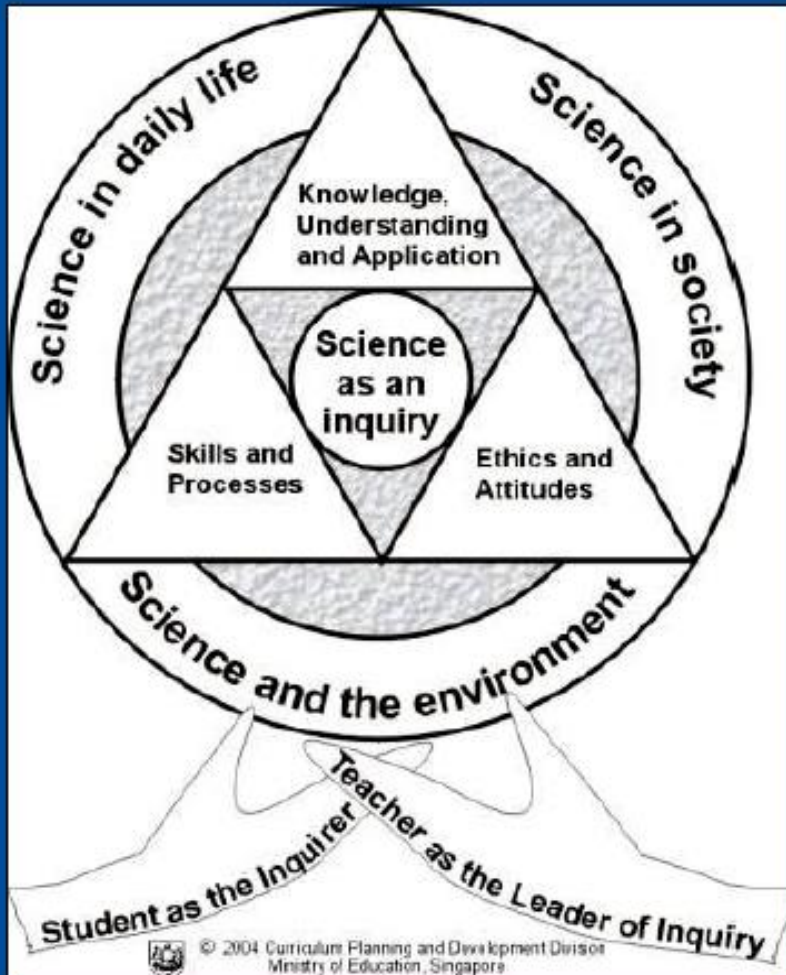 Science in daily life
Science in society
Knowledge,
Understanding
and Application
Science
as an
inquiry
Skills and
Processes
Ethics and
Attitudes
Science and the environment
Student as the Inquirer
Teacher as the Leader of Inquiry
© 2004 Curriculum Planning and Development Division
Ministry of Education, Singapore